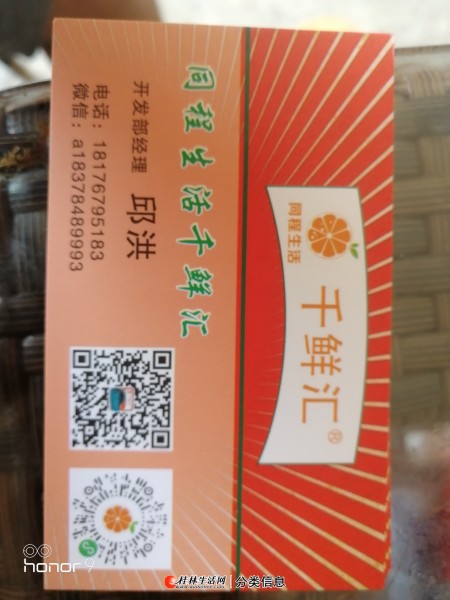 同程生活
千鲜汇®
同程生活千鲜汇
开发部经理 邱洪
电话：18176795183
微信：a18378489993
honor 9
桂林生活网 分类信息